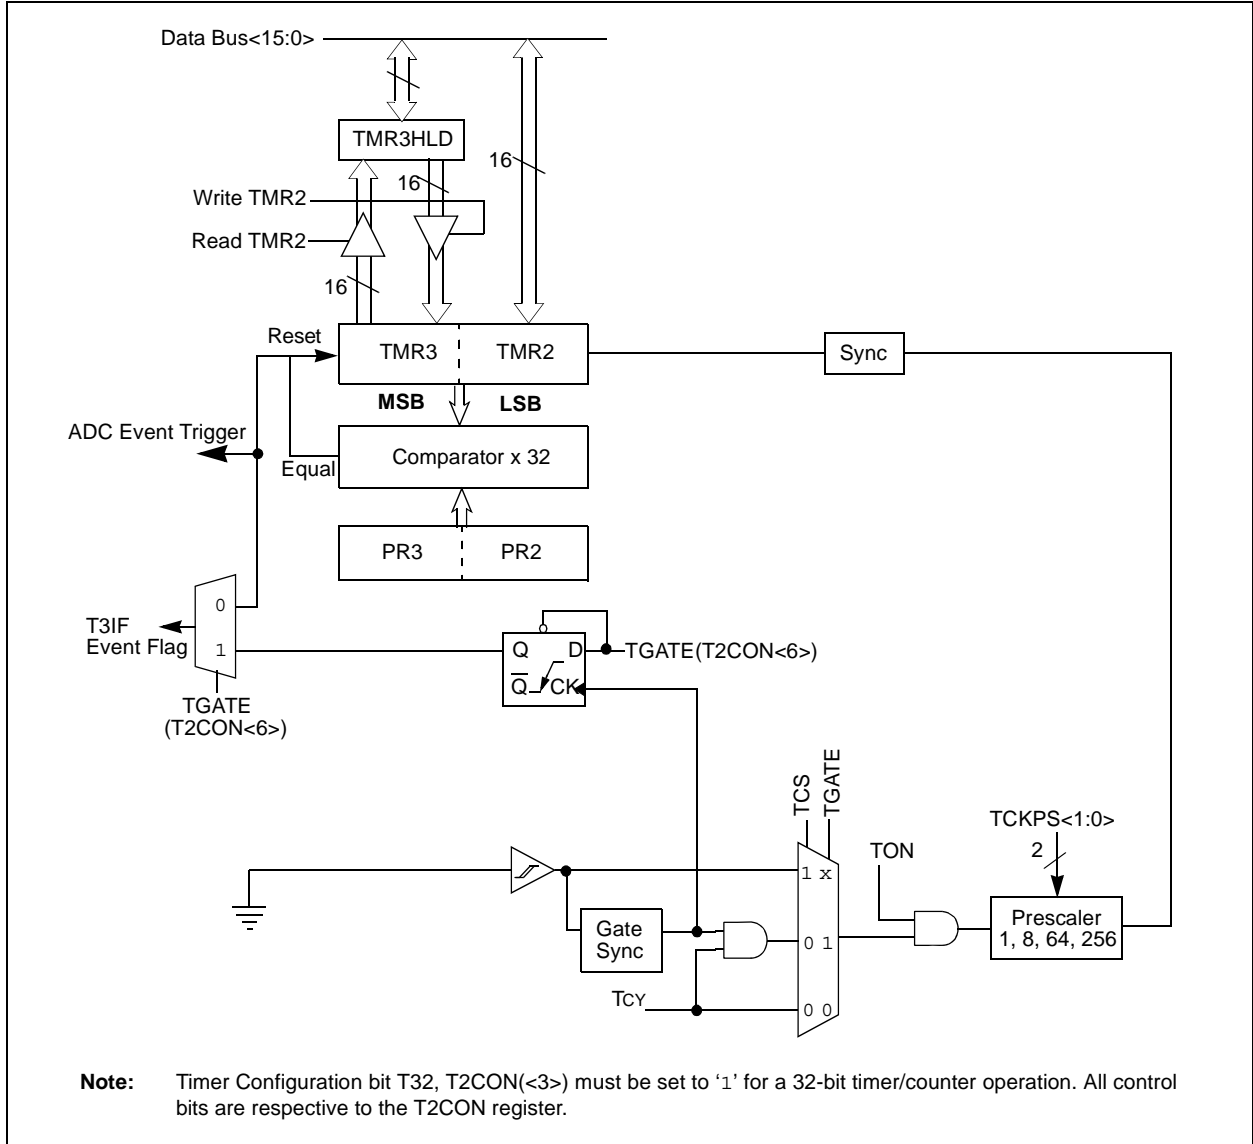 Data Bus<15:0>
TMR3HLD
16
16
Write TMR2
Read TMR2
16
Reset
TMR3
TMR2
Sync
MSB
LSB
ADC Event Trigger
Equal
Comparator x 32
PR3
PR2
0
T3IF
Event Flag
1
Q
D
TGATE(T2CON<6>)
Q
CK
TGATE
(T2CON<6>)
TCS
TGATE
TCKPS<1:0>
2
TON
1 x
Prescaler
1, 8, 64, 256
Gate
Sync
0 1
TCY
0 0
Note: Timer Configuration bit T32, T2CON(<3>) must be set to ‘1’ for a 32-bit timer/counter operation. All control
bits are respective to the T2CON register.